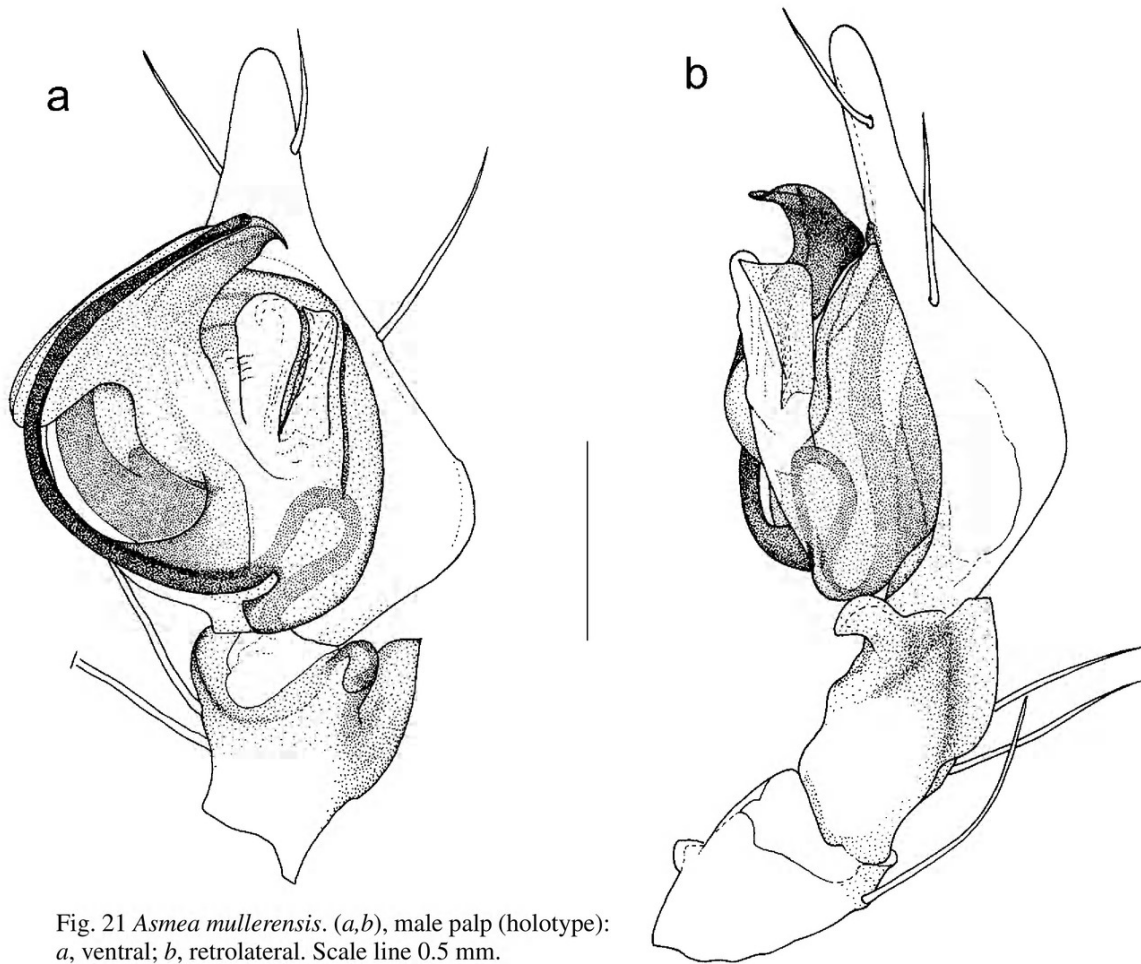 a
b
Fig. 21 Asmea mullerensis. (a,b), male palp (holotype):
a, ventral; b, retrolateral. Scale line 0.5 mm.